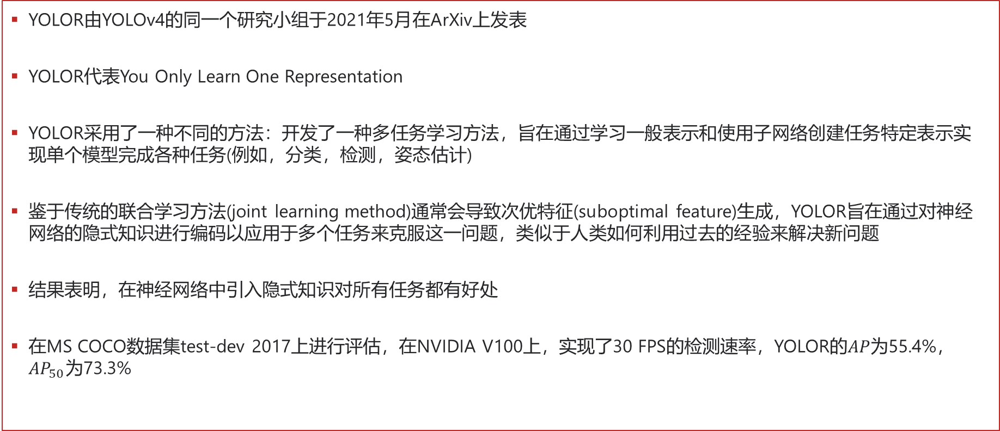 ▪ YOLOR由YOLOv4的同一个研究小组于2021年5月在ArXiv上发表
▪ YOLOR代表You Only Learn One Representation
▪ YOLOR采用了一种不同的方法：开发了一种多任务学习方法，旨在通过学习一般表示和使用子网络创建任务特定表示实
现单个模型完成各种任务(例如，分类，检测，姿态估计)
▪ 鉴于传统的联合学习方法(joint learning method)通常会导致次优特征(suboptimal feature)生成，YOLOR旨在通过对神经
网络的隐式知识进行编码以应用于多个任务来克服这一问题，类似于人类如何利用过去的经验来解决新问题
▪ 结果表明，在神经网络中引入隐式知识对所有任务都有好处
▪ 在MS COCO数据集test-dev 2017上进行评估，在NVIDIA V100上，实现了30 FPS的检测速率，YOLOR的AP为55.4%，
AP₅₀为73.3%